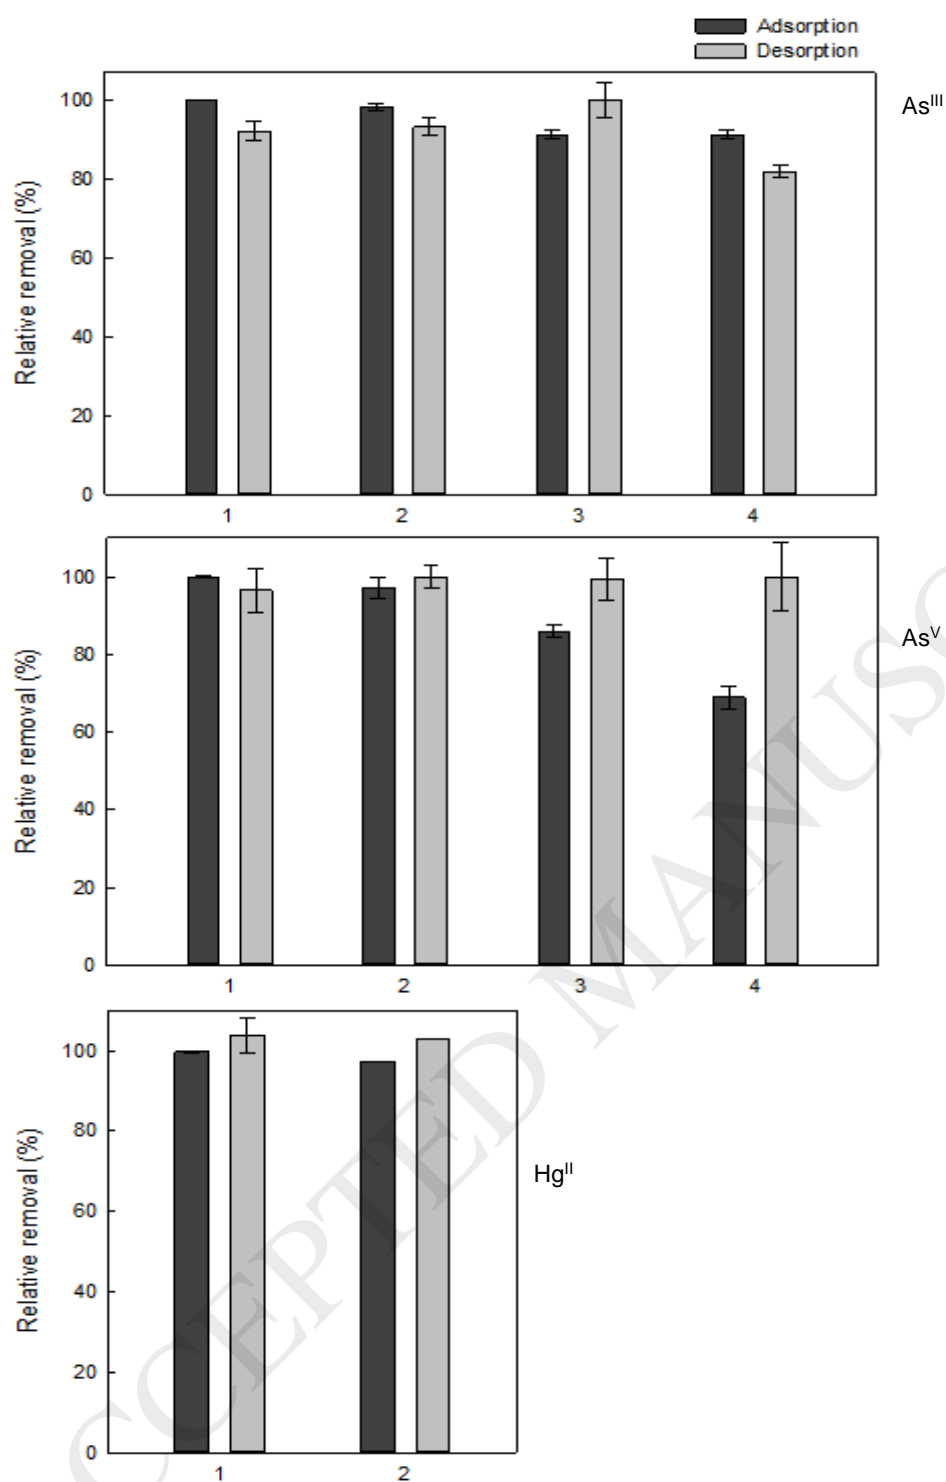 Adsorption
Desorption
As^III
Relative removal (%)
100
80
60
40
20
0
1 2 3 4
As^V
Relative removal (%)
100
80
60
40
20
0
1 2 3 4
Hg^II
Relative removal (%)
100
80
60
40
20
0
1 2
CCEPTED MANUSC